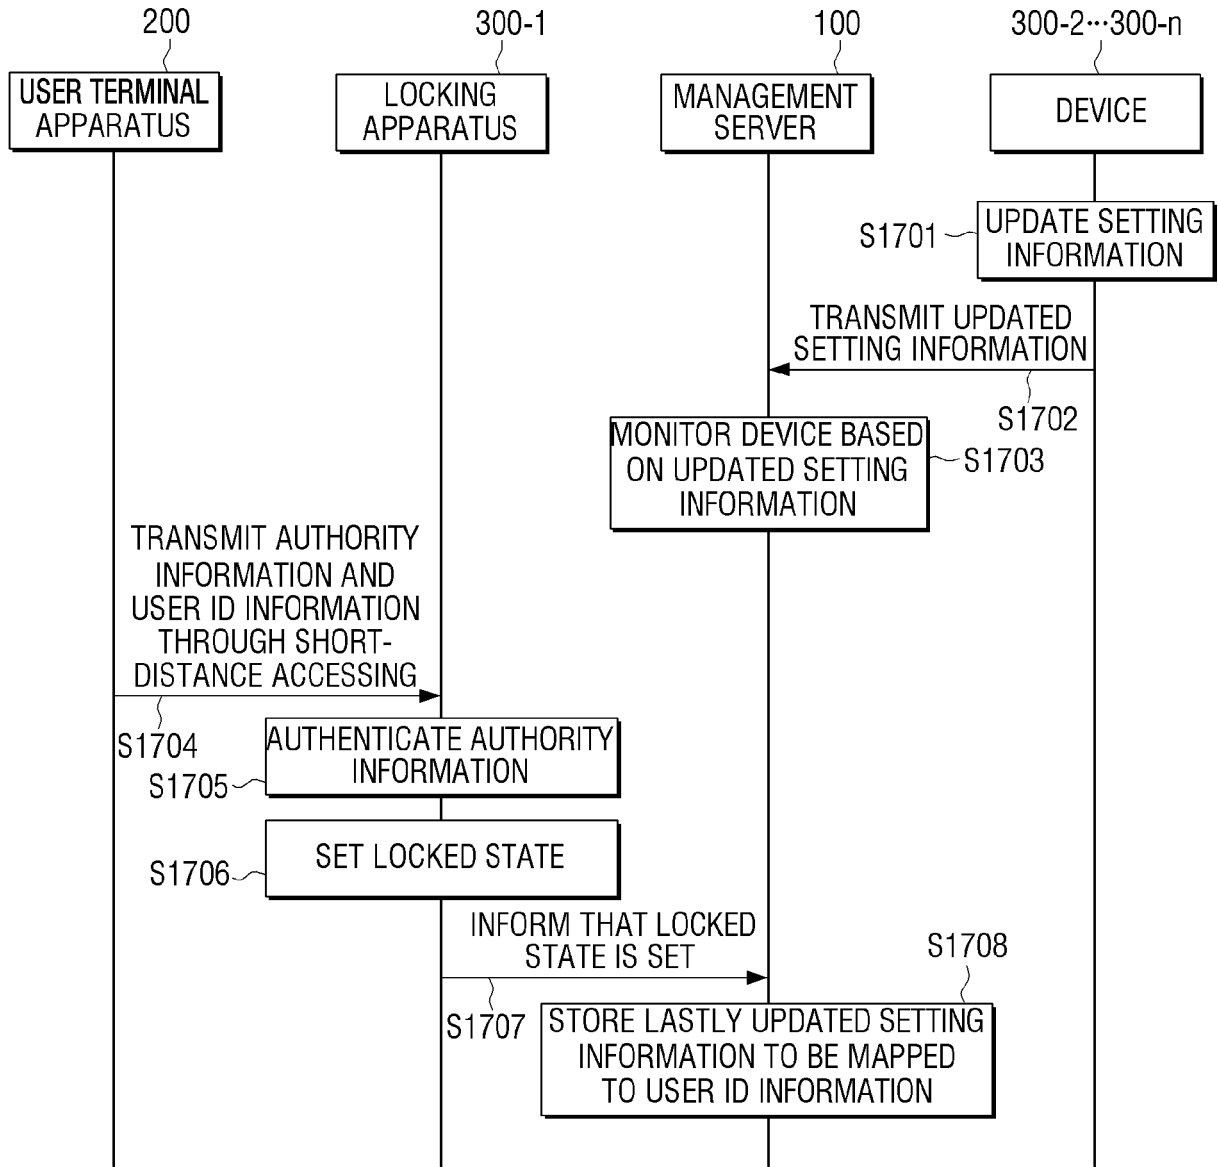 200
300-1
100
300-2···300-n
USER TERMINAL
APPARATUS
LOCKING
APPARATUS
MANAGEMENT
SERVER
DEVICE
S1701
UPDATE SETTING
INFORMATION
TRANSMIT UPDATED
SETTING INFORMATION
S1702
MONITOR DEVICE BASED
ON UPDATED SETTING
INFORMATION
S1703
TRANSMIT AUTHORITY
INFORMATION AND
USER ID INFORMATION
THROUGH SHORT-
DISTANCE ACCESSING
S1704
AUTHENTICATE AUTHORITY
INFORMATION
S1705
SET LOCKED STATE
S1706
INFORM THAT LOCKED
STATE IS SET
S1707
S1708
STORE LASTLY UPDATED SETTING
INFORMATION TO BE MAPPED
TO USER ID INFORMATION